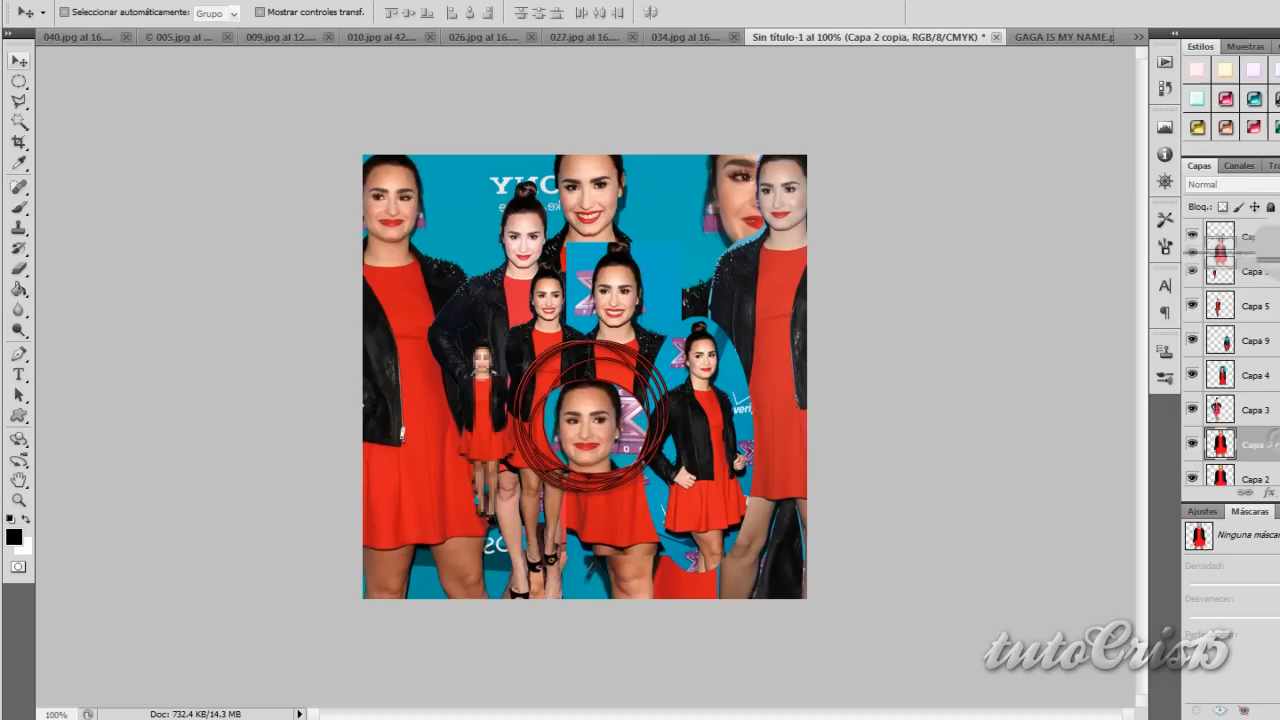 Seleccionar automáticamente: Grupo Mostrar controles transf.
040.jpg al 16.... © 005.jpg al ... 009.jpg al 12.... 010.jpg al 42.... 026.jpg al 16.... 027.jpg al 16.... 034.jpg al 16.... Sin título-1 al 100% (Capa 2 copia, RGB/8/CMYK) * GAGA IS MY NAME.p
Estilos Muestras
Capas Canales Tra
Normal
Bloq.:
Capa 5
Capa 9
Capa 4
Capa 3
Capa
Capa 2
fx
Ajustes Máscaras
Ninguna máscar
Densidad:
Desvanecer:
tutoCris15
100% Doc: 732.4 KB/14.3 MB